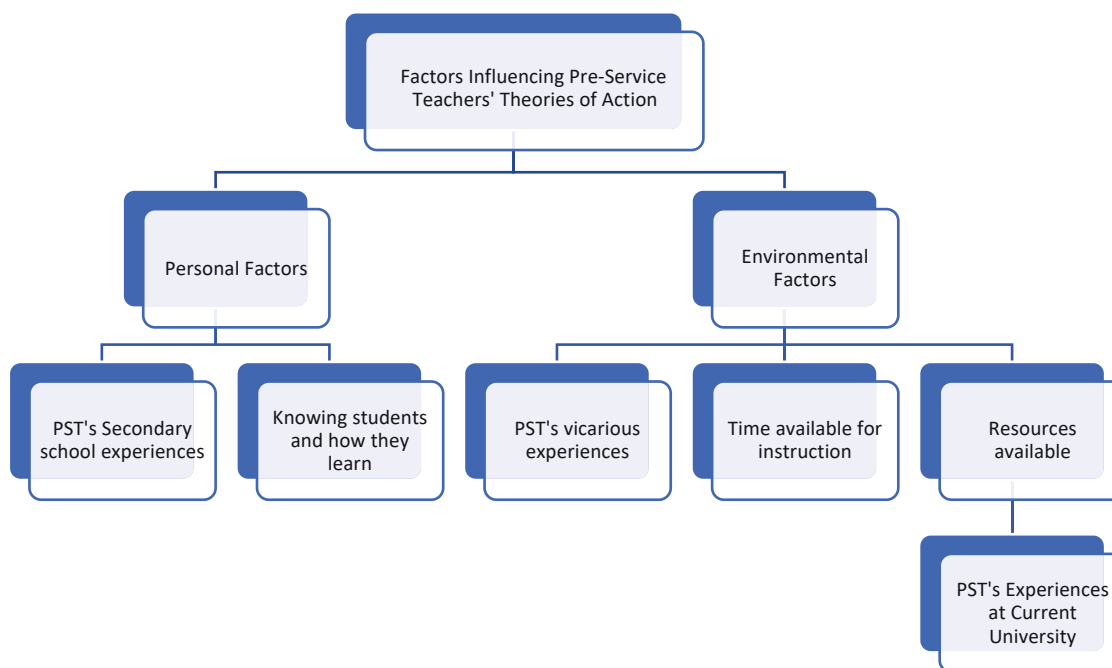 Factors Influencing Pre-Service
Teachers' Theories of Action
Personal Factors
Environmental
Factors
PST's Secondary
school experiences
Knowing students
and how they
learn
PST's vicarious
experiences
Time available for
instruction
Resources
available
PST's Experiences
at Current
University